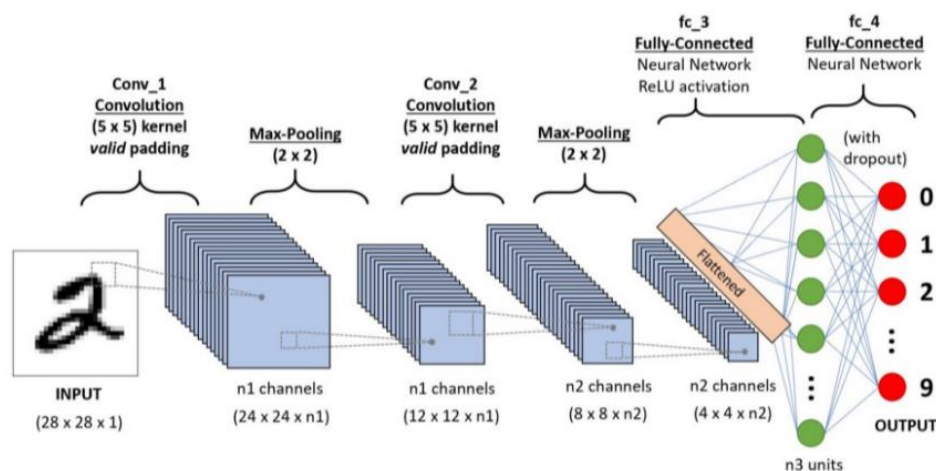 Conv_1
Convolution
(5 x 5) kernel
valid padding
Max-Pooling
(2 x 2)
Conv_2
Convolution
(5 x 5) kernel
valid padding
Max-Pooling
(2 x 2)
fc_3
Fully-Connected
Neural Network
ReLU activation
fc_4
Fully-Connected
Neural Network
(with
dropout)
INPUT
(28 x 28 x 1)
n1 channels
(24 x 24 x n1)
n1 channels
(12 x 12 x n1)
n2 channels
(8 x 8 x n2)
n2 channels
(4 x 4 x n2)
Flattened
n3 units
0
1
2
9
OUTPUT
2